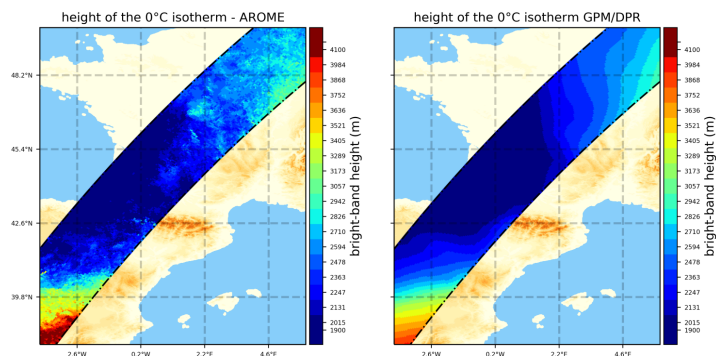 height of the 0°C isotherm - AROME
48.2°N
45.4°N
42.6°N
39.8°N
2.6°W
0.2°W
2.2°E
4.6°E
4100
3984
3868
3752
3636
3521
3405
3289
3173
3057
2942
2826
2710
2594
2478
2363
2247
2131
2015
1900
bright-band height (m)
height of the 0°C isotherm GPM/DPR
48.2°N
45.4°N
42.6°N
39.8°N
2.6°W
0.2°W
2.2°E
4.6°E
4100
3984
3868
3752
3636
3521
3405
3289
3173
3057
2942
2826
2710
2594
2478
2363
2247
2131
2015
1900
bright-band height (m)